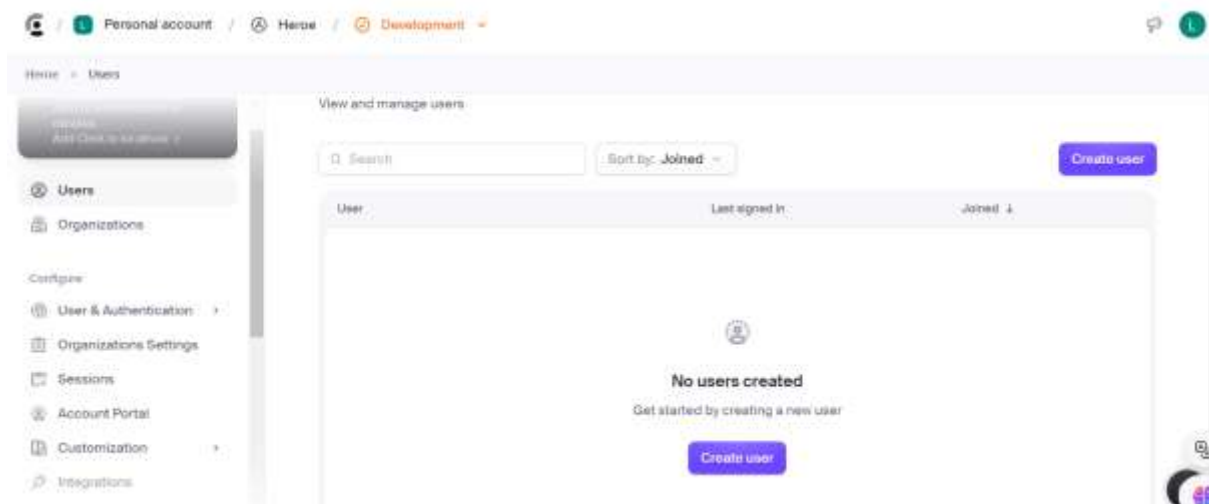 L Personal account / Heroe / Development L
Home > Users
View and manage users
Search
Sort by: Joined
Create user
Users
Organizations
User
Last signed in
Joined ↓
Configure
User & Authentication
Organizations Settings
Sessions
Account Portal
Customization
Integrations
No users created
Get started by creating a new user
Create user